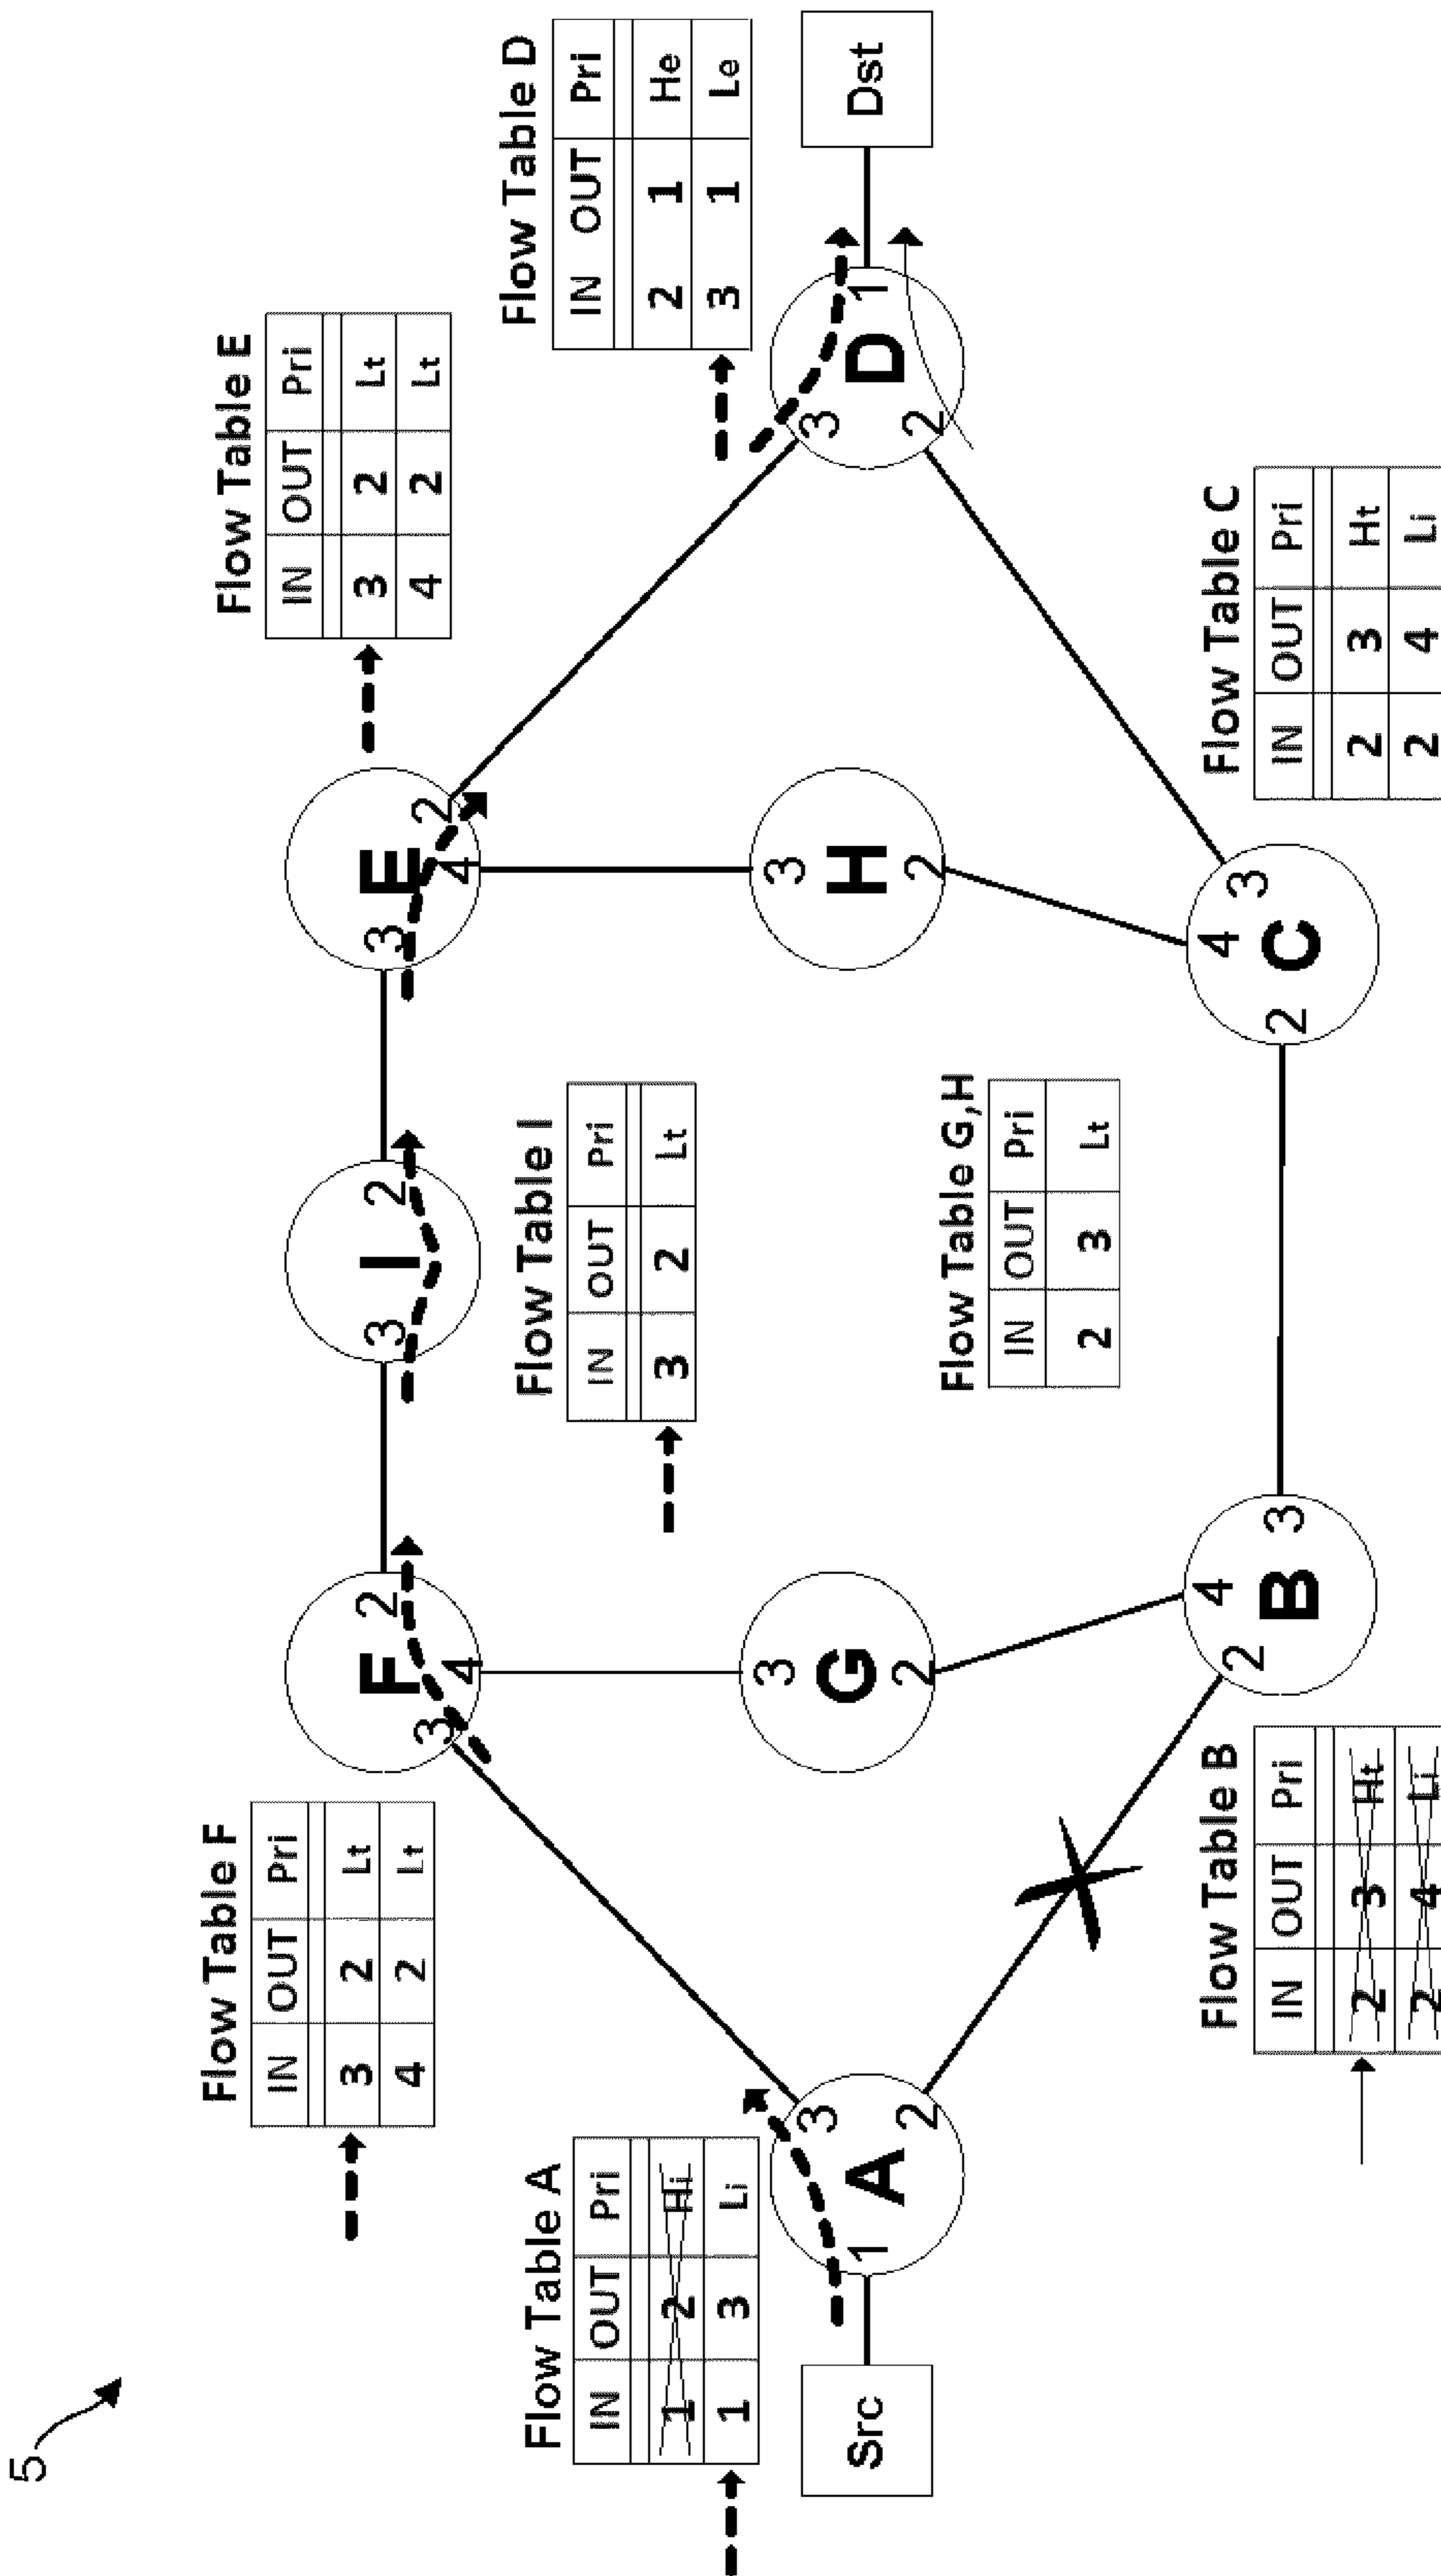 5
Flow Table E
IN OUT Pri
3 2 Lt
4 2 Lt
Flow Table F
IN OUT Pri
3 2 Lt
4 2 Lt
3 F 2
4
3 I 2
3 E 2
4
Flow Table D
IN OUT Pri
2 1 He
3 1 Le
Flow Table A
IN OUT Pri
1 2 Hi
1 3 Li
Flow Table I
IN OUT Pri
3 2 Lt
Src
1 A 3
2
3
G
2
3
H
2
3 D 1
2
Dst
Flow Table G,H
IN OUT Pri
2 3 Lt
Flow Table B
IN OUT Pri
2 3 Ht
2 4 Li
4
2 B 3
4
2 C 3
Flow Table C
IN OUT Pri
2 3 Ht
2 4 Li